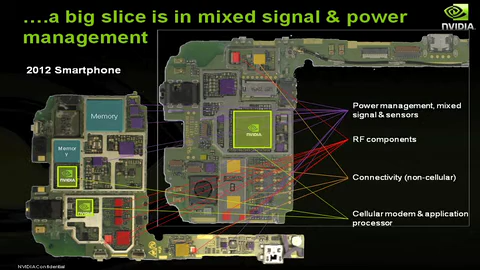 ….a big slice is in mixed signal & power
management
NVIDIA.
2012 Smartphone
Memory
Memor
y
NVIDIA
Power management, mixed
signal & sensors
RF components
Connectivity (non-cellular)
Cellular modem & application
processor
NVIDIA Confidential